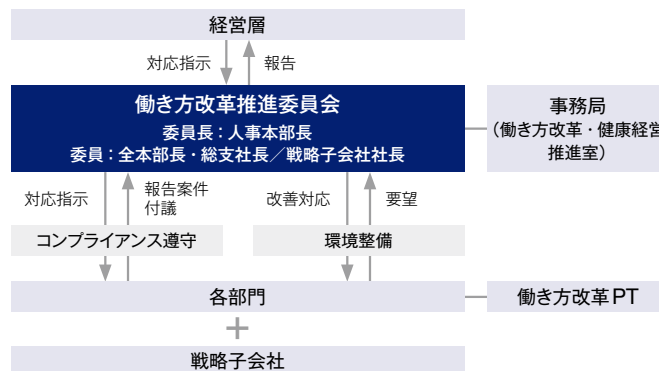 経営層
対応指示
報告
働き方改革推進委員会
委員長：人事本部長
委員：全本部長・総支社長／戦略子会社社長
事務局
（働き方改革・健康経営
推進室）
対応指示
報告案件
付議
改善対応
要望
コンプライアンス遵守
環境整備
各部門
働き方改革PT
+
戦略子会社